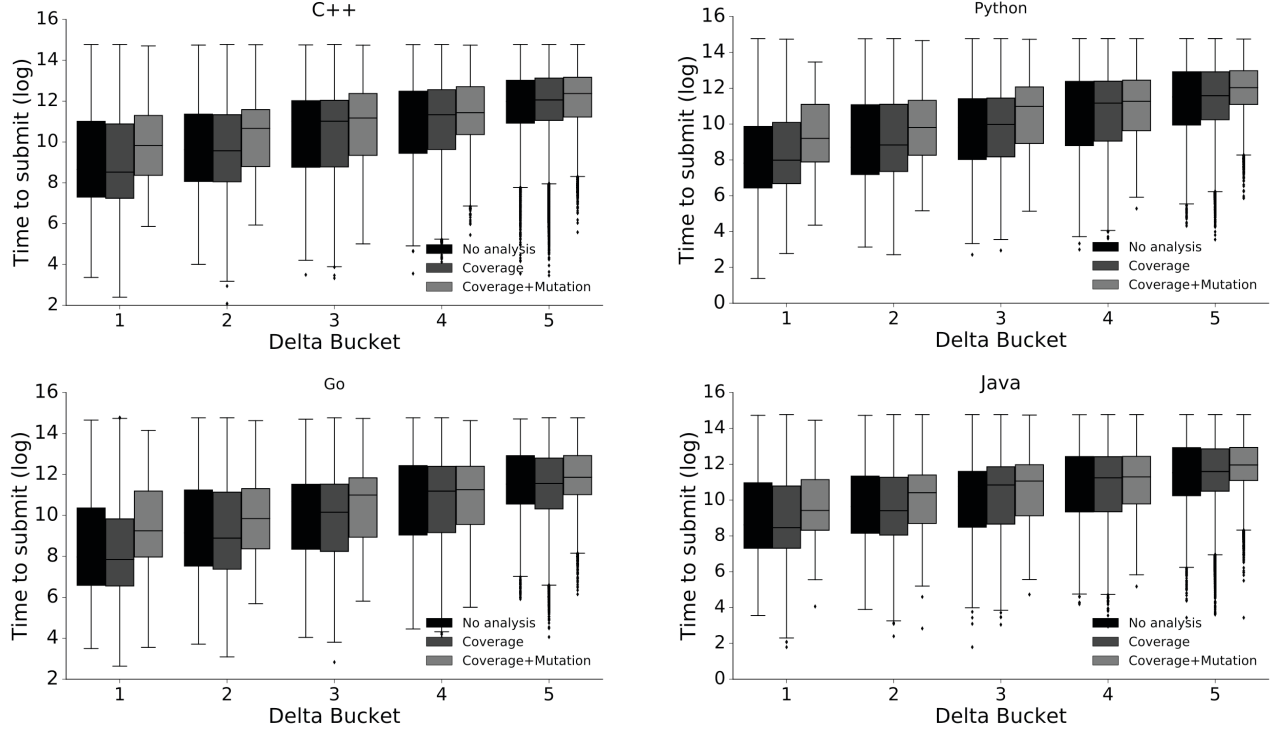 C++
Time to submit (log)
16
14
12
10
8
6
4
2
No analysis
Coverage
Coverage+Mutation
1 2 3 4 5
Delta Bucket
Python
Time to submit (log)
16
14
12
10
8
6
4
2
0
No analysis
Coverage
Coverage+Mutation
1 2 3 4 5
Delta Bucket
Go
Time to submit (log)
16
14
12
10
8
6
4
2
No analysis
Coverage
Coverage+Mutation
1 2 3 4 5
Delta Bucket
Java
Time to submit (log)
16
14
12
10
8
6
4
2
0
No analysis
Coverage
Coverage+Mutation
1 2 3 4 5
Delta Bucket